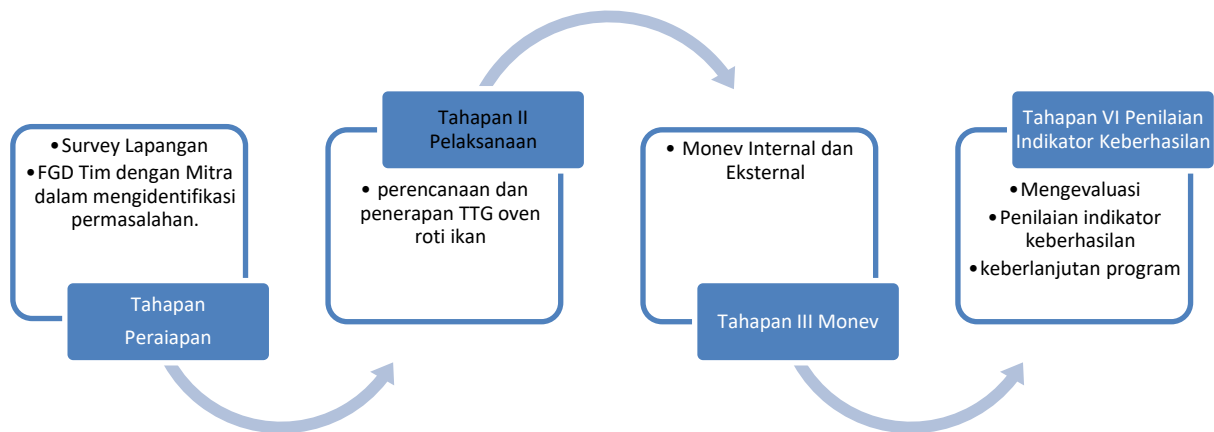 •Survey Lapangan
•FGD Tim dengan Mitra
dalam mengidentifikasi
permasalahan.
Tahapan
Peraiapan
Tahapan II
Pelaksanaan
• perencanaan dan
penerapan TTG oven
roti ikan
• Monev Internal dan
Eksternal
Tahapan III Monev
Tahapan VI Penilaian
Indikator Keberhasilan
•Mengevaluasi
•Penilaian indikator
keberhasilan
•keberlanjutan program